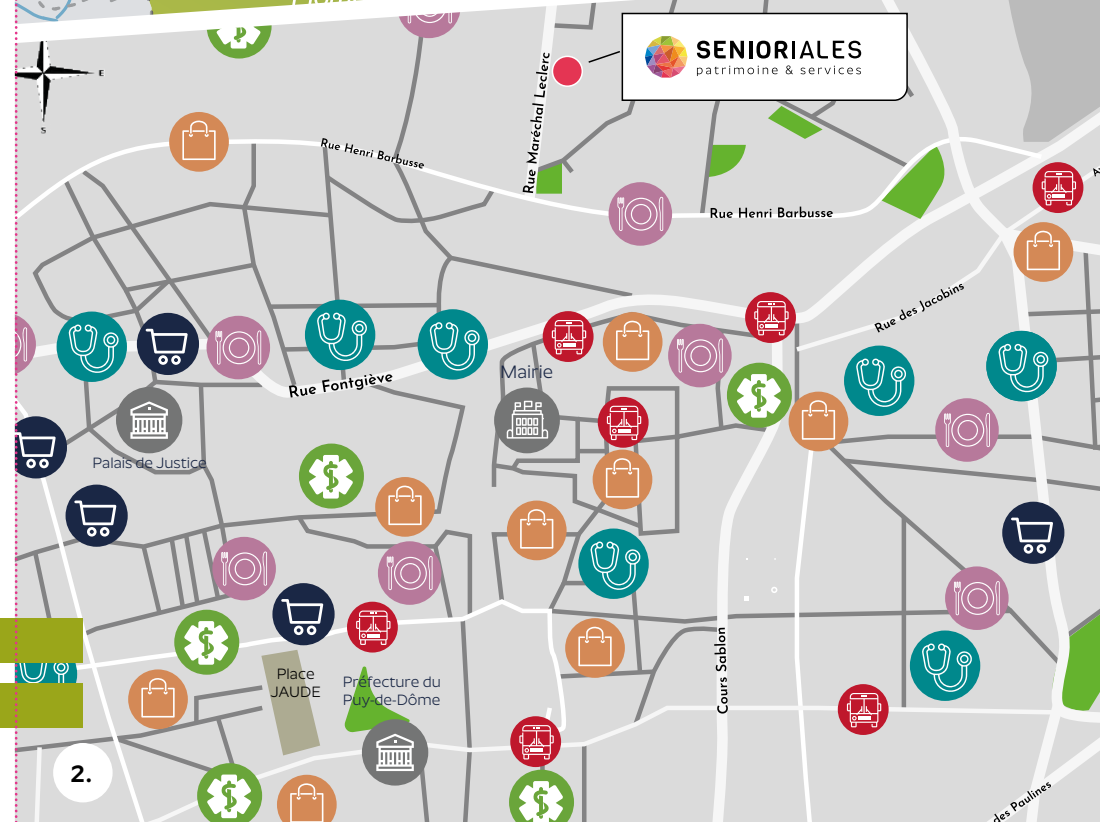 SENIORIALES
patrimoine & services
E
S
Rue Maréchal Leclerc
Rue Henri Barbusse
Rue Henri Barbusse
Rue des Jacobins
Mairie
Rue Fontgiève
Palais de Justice
Place
JAUDE
Préfecture du
Puy-de-Dôme
Cours Sablon
2.
des Paulines